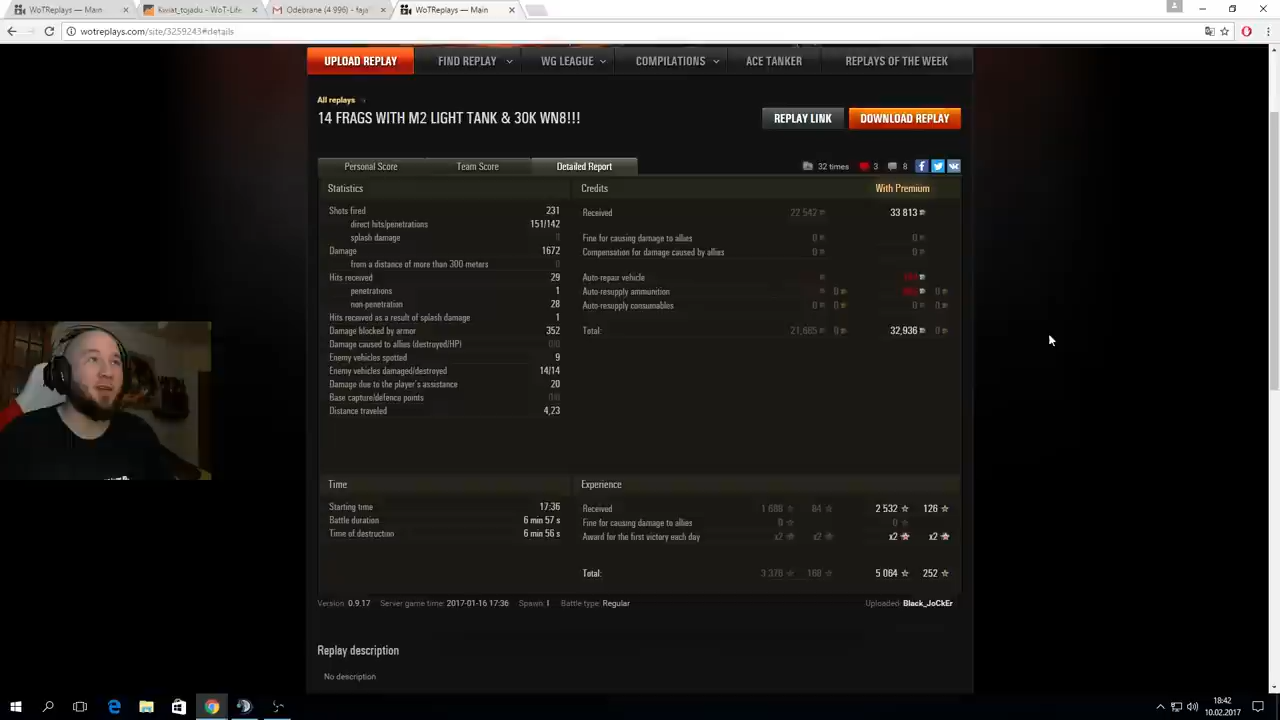 WoTReplays — Main
Kwiat_tojadu - WoT-Life
Odebrane (4 996) - faja
WoTReplays — Main
wotreplays.com/site/3259243#details
UPLOAD REPLAY FIND REPLAY WG LEAGUE COMPILATIONS ACE TANKER REPLAYS OF THE WEEK
All replays
14 FRAGS WITH M2 LIGHT TANK & 30K WN8!!!
REPLAY LINK DOWNLOAD REPLAY
Personal Score Team Score Detailed Report 32 times 3 8
Statistics
Shots fired 231
direct hits/penetrations 151/142
splash damage
Damage 1672
from a distance of more than 300 meters 0
Hits received 29
penetrations 1
non-penetration 28
Hits received as a result of splash damage 1
Damage blocked by armor 352
Damage caused to allies (destroyed/HP)
Enemy vehicles spotted 9
Enemy vehicles damaged/destroyed 14/14
Damage due to the player's assistance 20
Base capture/defence points
Distance traveled 4,23
Credits With Premium
Received 22 542 33 813
Fine for causing damage to allies 0 0
Compensation for damage caused by allies 0 0
Auto-repair vehicle
Auto-resupply ammunition 0 0
Auto-resupply consumables 0 0 0 0
Total: 21,665 0 32,936 0
Time
Starting time 17:36
Battle duration 6 min 57 s
Time of destruction 6 min 56 s
Experience
Received 84 2 532 126
Fine for causing damage to allies 0 0
Award for the first victory each day x2 x2 x2 x2
Total: 168 5 064 252
Version: 0.9.17 Server game time: 2017-01-16 17:36 Spawn: 1 Battle type: Regular Uploaded: Black_JoCkEr
Replay description
No description
18:42
10.02.2017